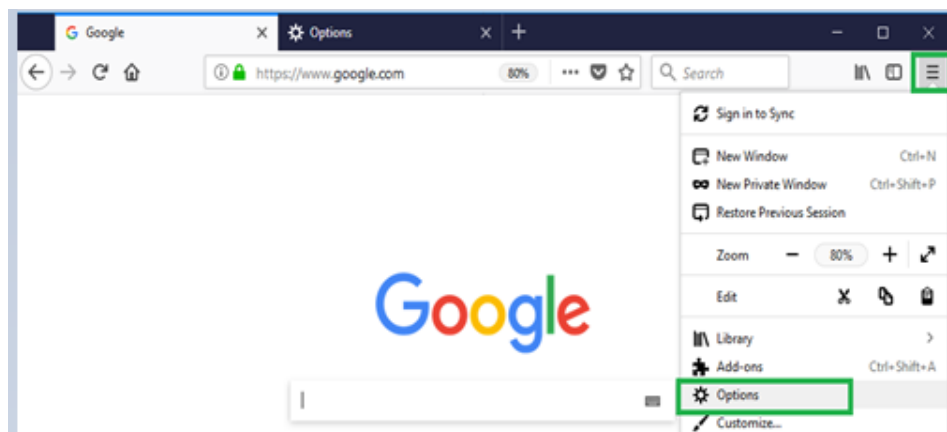 Google
Options
https://www.google.com
80%
Search
Sign in to Sync
New Window Ctrl+N
New Private Window Ctrl+Shift+P
Restore Previous Session
Zoom 80%
Edit
Google
Library
Add-ons Ctrl+Shift+A
Options
Customize...